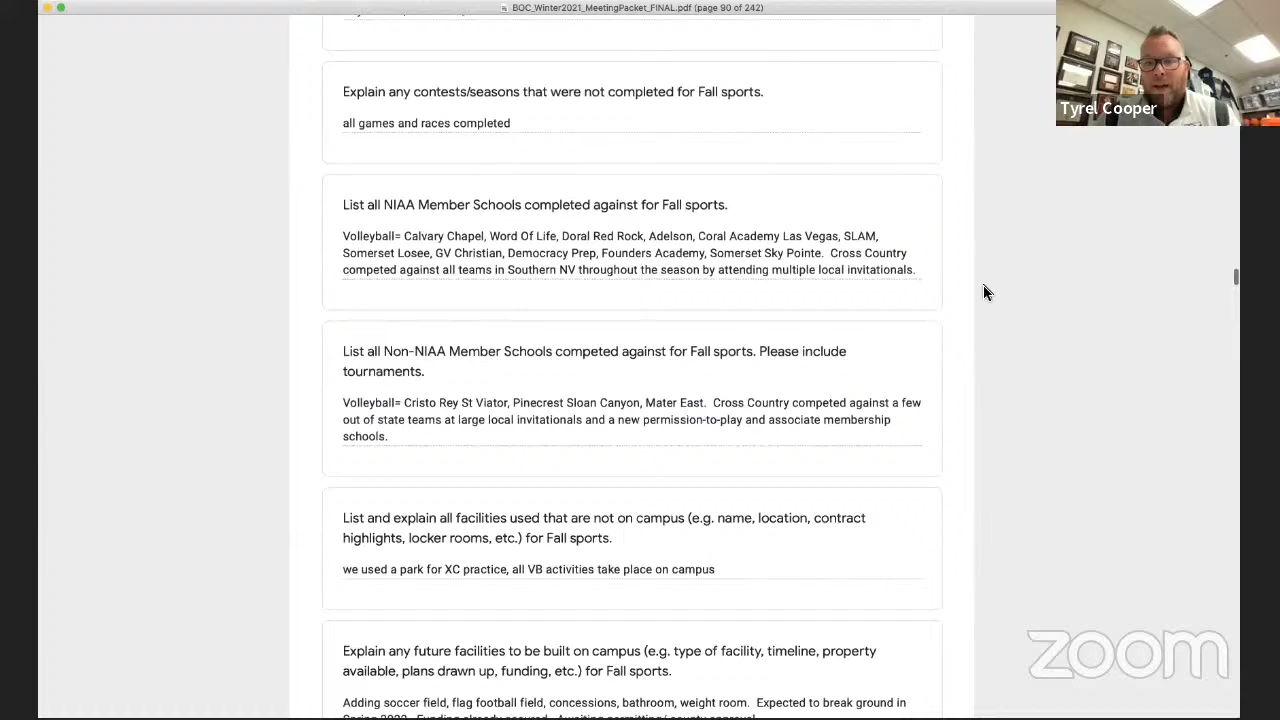 BOC_Winter2021_MeetingPacket_FINAL.pdf (page 90 of 242)
Tyrel Cooper
Explain any contests/seasons that were not completed for Fall sports.
all games and races completed
List all NIAA Member Schools completed against for Fall sports.
Volleyball= Calvary Chapel, Word Of Life, Doral Red Rock, Adelson, Coral Academy Las Vegas, SLAM,
Somerset Losee, GV Christian, Democracy Prep, Founders Academy, Somerset Sky Pointe.  Cross Country
competed against all teams in Southern NV throughout the season by attending multiple local invitationals.
List all Non-NIAA Member Schools competed against for Fall sports. Please include
tournaments.
Volleyball= Cristo Rey St Viator, Pinecrest Sloan Canyon, Mater East.  Cross Country competed against a few
out of state teams at large local invitationals and a new permission-to-play and associate membership
schools.
List and explain all facilities used that are not on campus (e.g. name, location, contract
highlights, locker rooms, etc.) for Fall sports.
we used a park for XC practice, all VB activities take place on campus
Explain any future facilities to be built on campus (e.g. type of facility, timeline, property
available, plans drawn up, funding, etc.) for Fall sports.
Adding soccer field, flag football field, concessions, bathroom, weight room.  Expected to break ground in
zoom